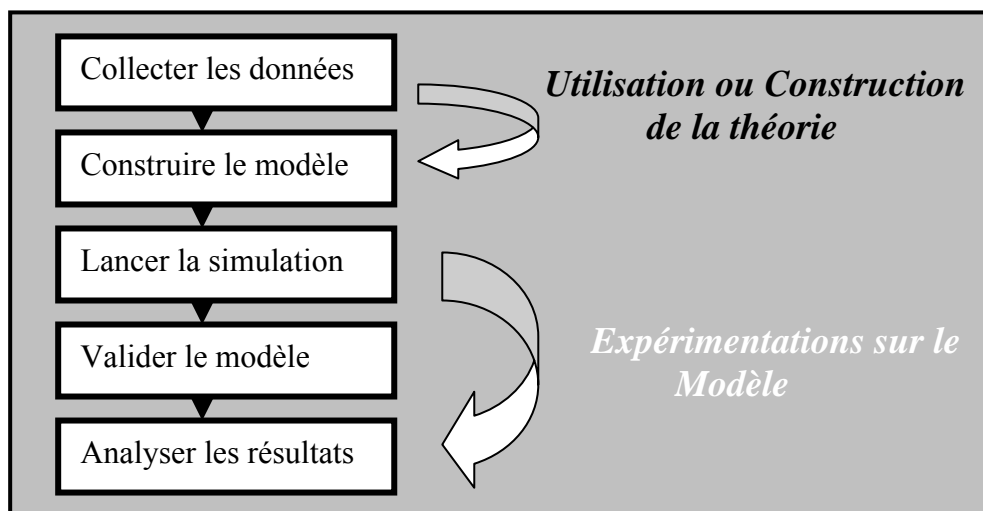 Collecter les données
Utilisation ou Construction
de la théorie
Construire le modèle
Lancer la simulation
Expérimentations sur le
Modèle
Valider le modèle
Analyser les résultats